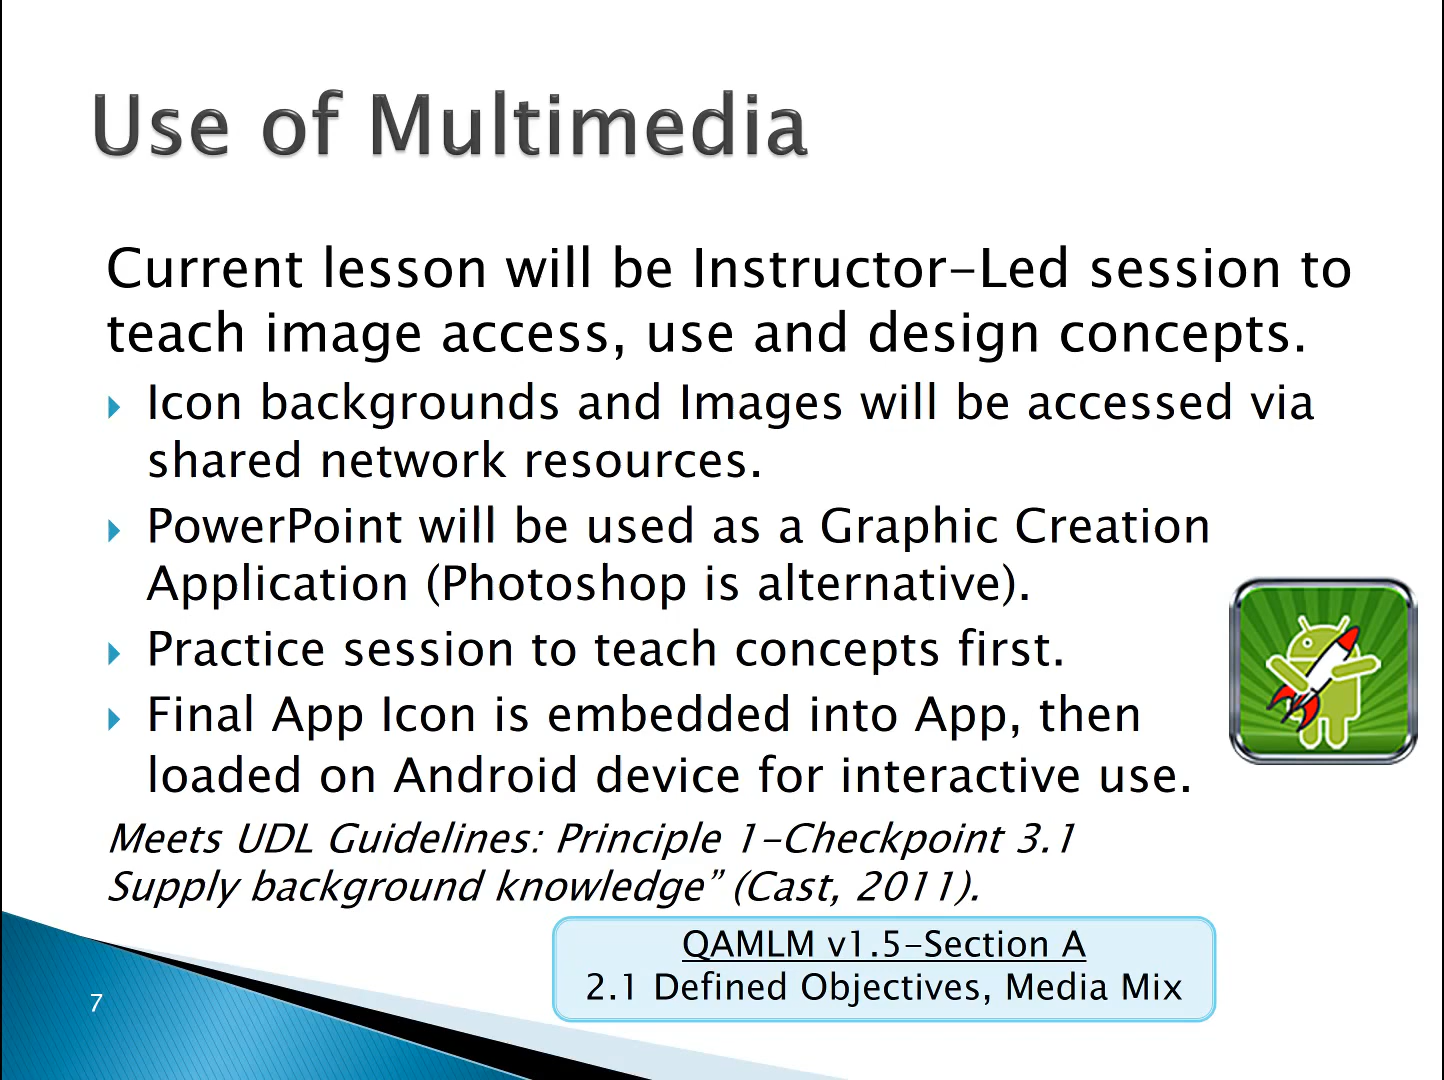 Use of Multimedia
Current lesson will be Instructor-Led session to
teach image access, use and design concepts.
Icon backgrounds and Images will be accessed via
shared network resources.
PowerPoint will be used as a Graphic Creation
Application (Photoshop is alternative).
Practice session to teach concepts first.
Final App Icon is embedded into App, then
loaded on Android device for interactive use.
Meets UDL Guidelines: Principle 1-Checkpoint 3.1
Supply background knowledge” (Cast, 2011).
QAMLM v1.5-Section A
2.1 Defined Objectives, Media Mix
7